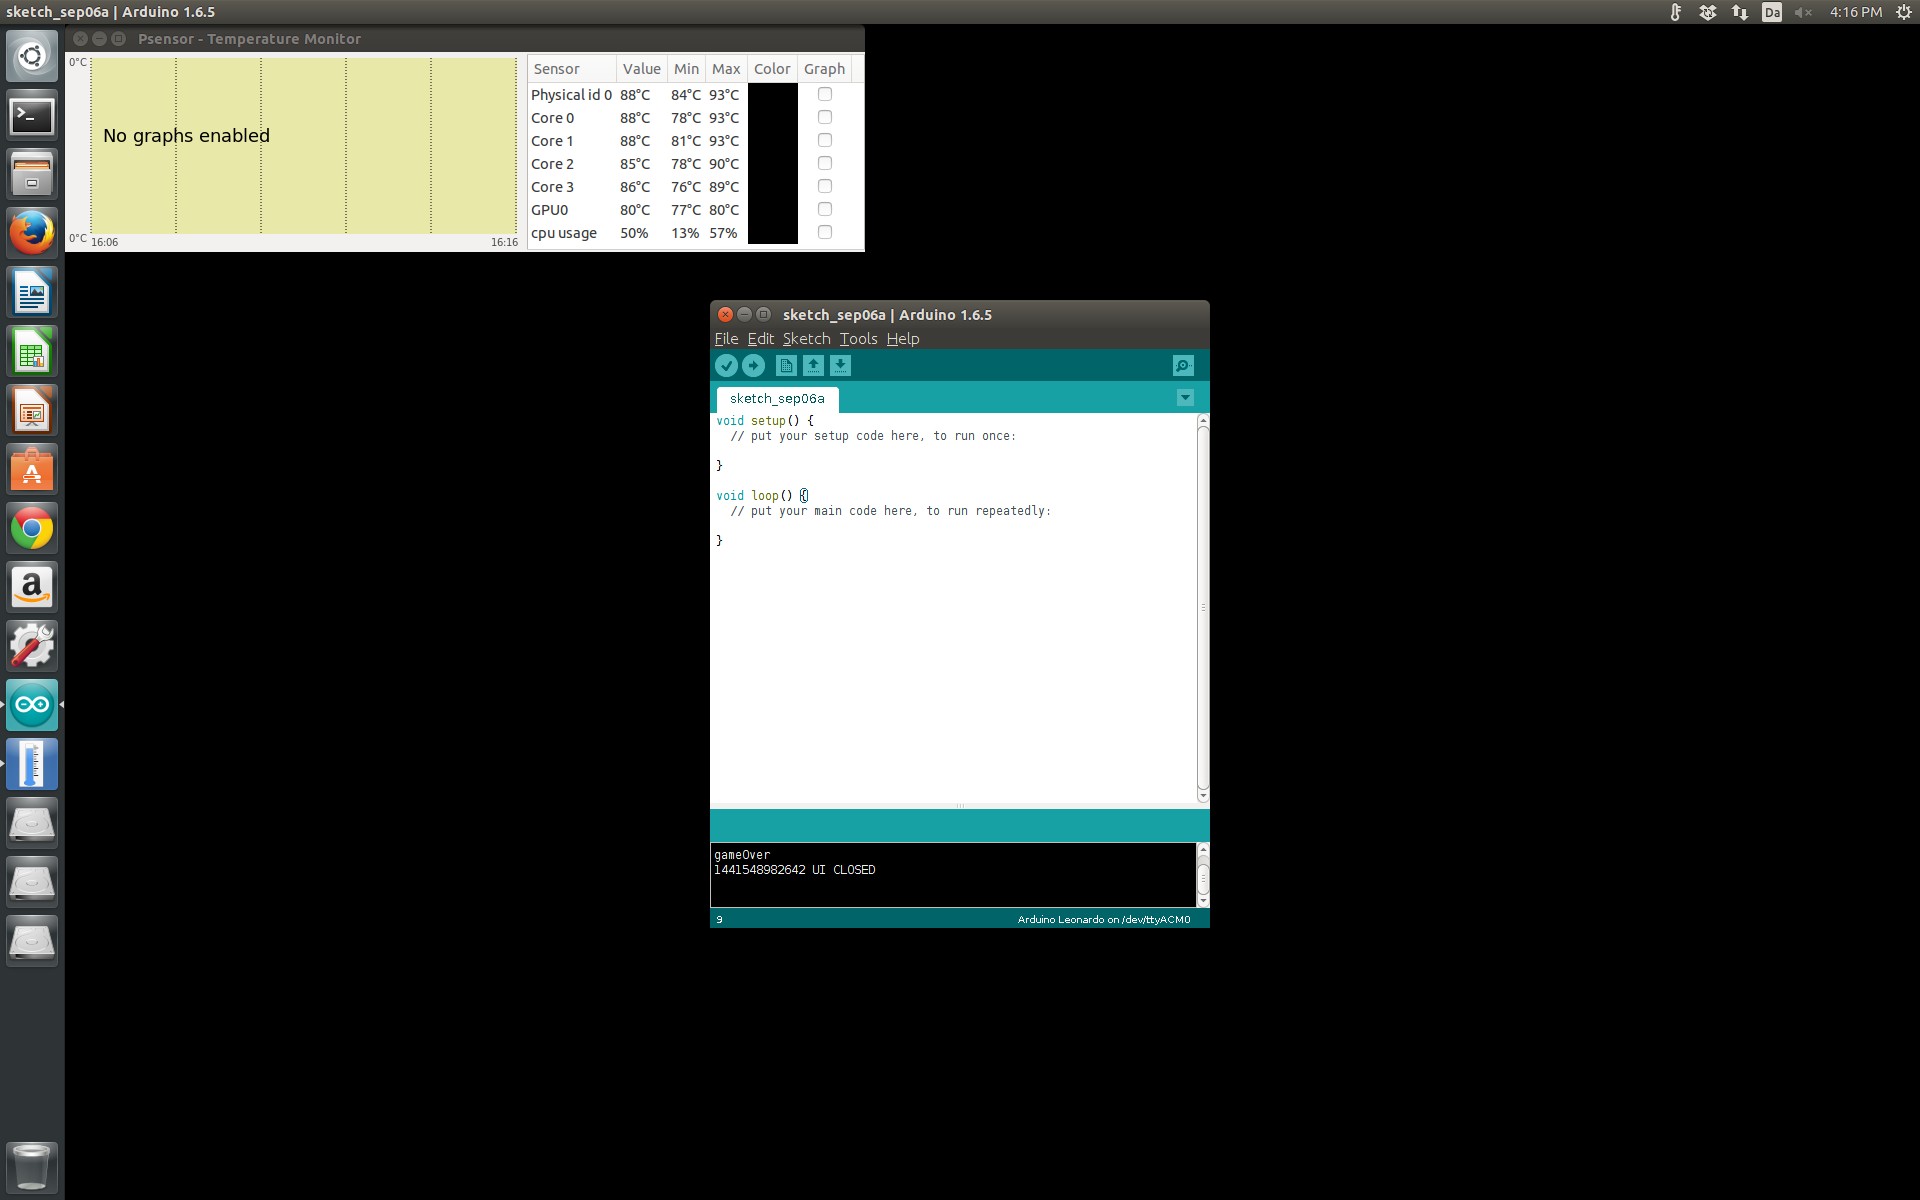 sketch_sep06a | Arduino 1.6.5
Da
4:16 PM
Psensor - Temperature Monitor
0°C
No graphs enabled
0°C
16:06
16:16
Sensor Value Min Max Color Graph
Physical id 0 88°C 84°C 93°C
Core 0 88°C 78°C 93°C
Core 1 88°C 81°C 93°C
Core 2 85°C 78°C 90°C
Core 3 86°C 76°C 89°C
GPU0 80°C 77°C 80°C
cpu usage 50% 13% 57%
sketch_sep06a | Arduino 1.6.5
File Edit Sketch Tools Help
sketch_sep06a
void setup() {
// put your setup code here, to run once:
}
void loop() {
// put your main code here, to run repeatedly:
}
gameOver
1441548982642 UI CLOSED
9
Arduino Leonardo on /dev/ttyACM0